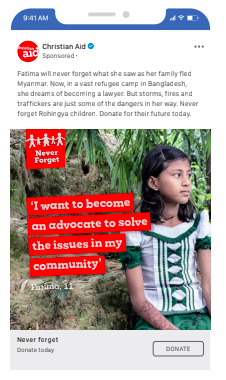 9:41 AM
Christian Aid
Sponsored ·
Fatima will never forget what she saw as her family fled
Myanmar. Now, in a vast refugee camp in Bangladesh,
she dreams of becoming a lawyer. But storms, fires and
traffickers are just some of the dangers in her way. Never
forget Rohingya children. Donate for their future today.
Never
Forget
'I want to become
an advocate to solve
the issues in my
community'
Fatima, 11
Never forget
Donate today
DONATE